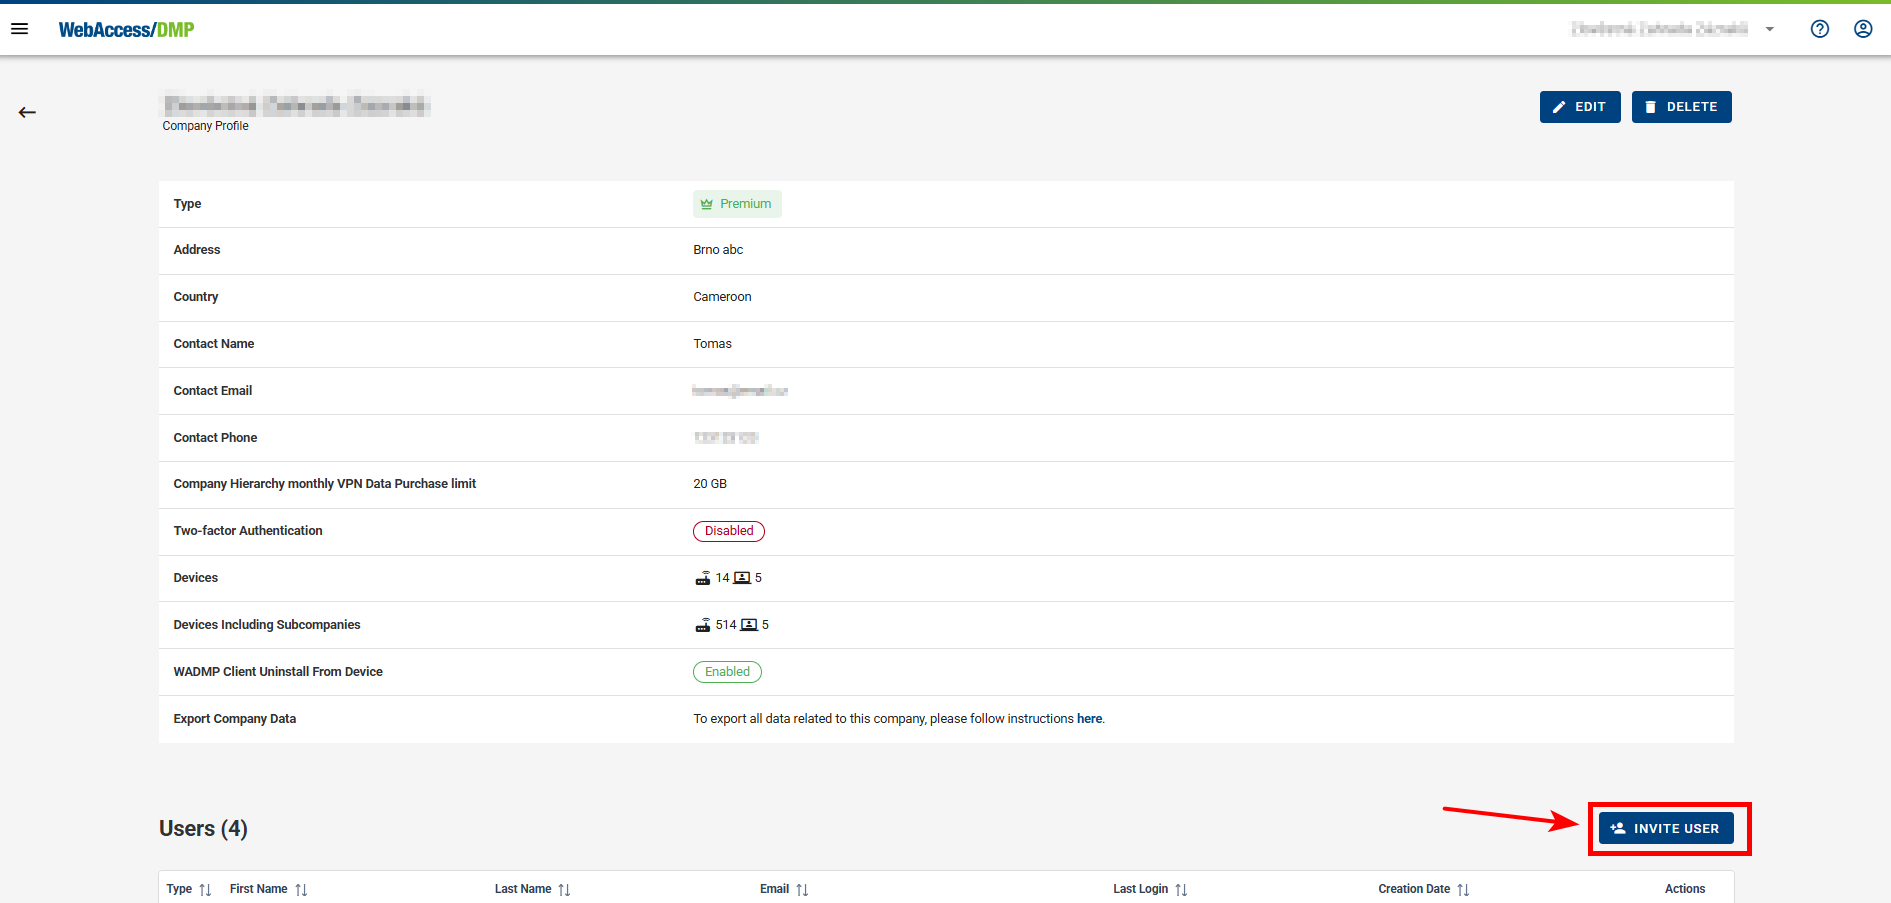 WebAccess/DMP
Company Profile
EDIT
DELETE
Type
Premium
Address
Brno abc
Country
Cameroon
Contact Name
Tomas
Contact Email
Contact Phone
Company Hierarchy monthly VPN Data Purchase limit
20 GB
Two-factor Authentication
Disabled
Devices
14 5
Devices Including Subcompanies
514 5
WADMP Client Uninstall From Device
Enabled
Export Company Data
To export all data related to this company, please follow instructions here.
Users (4)
INVITE USER
Type First Name Last Name Email Last Login Creation Date Actions